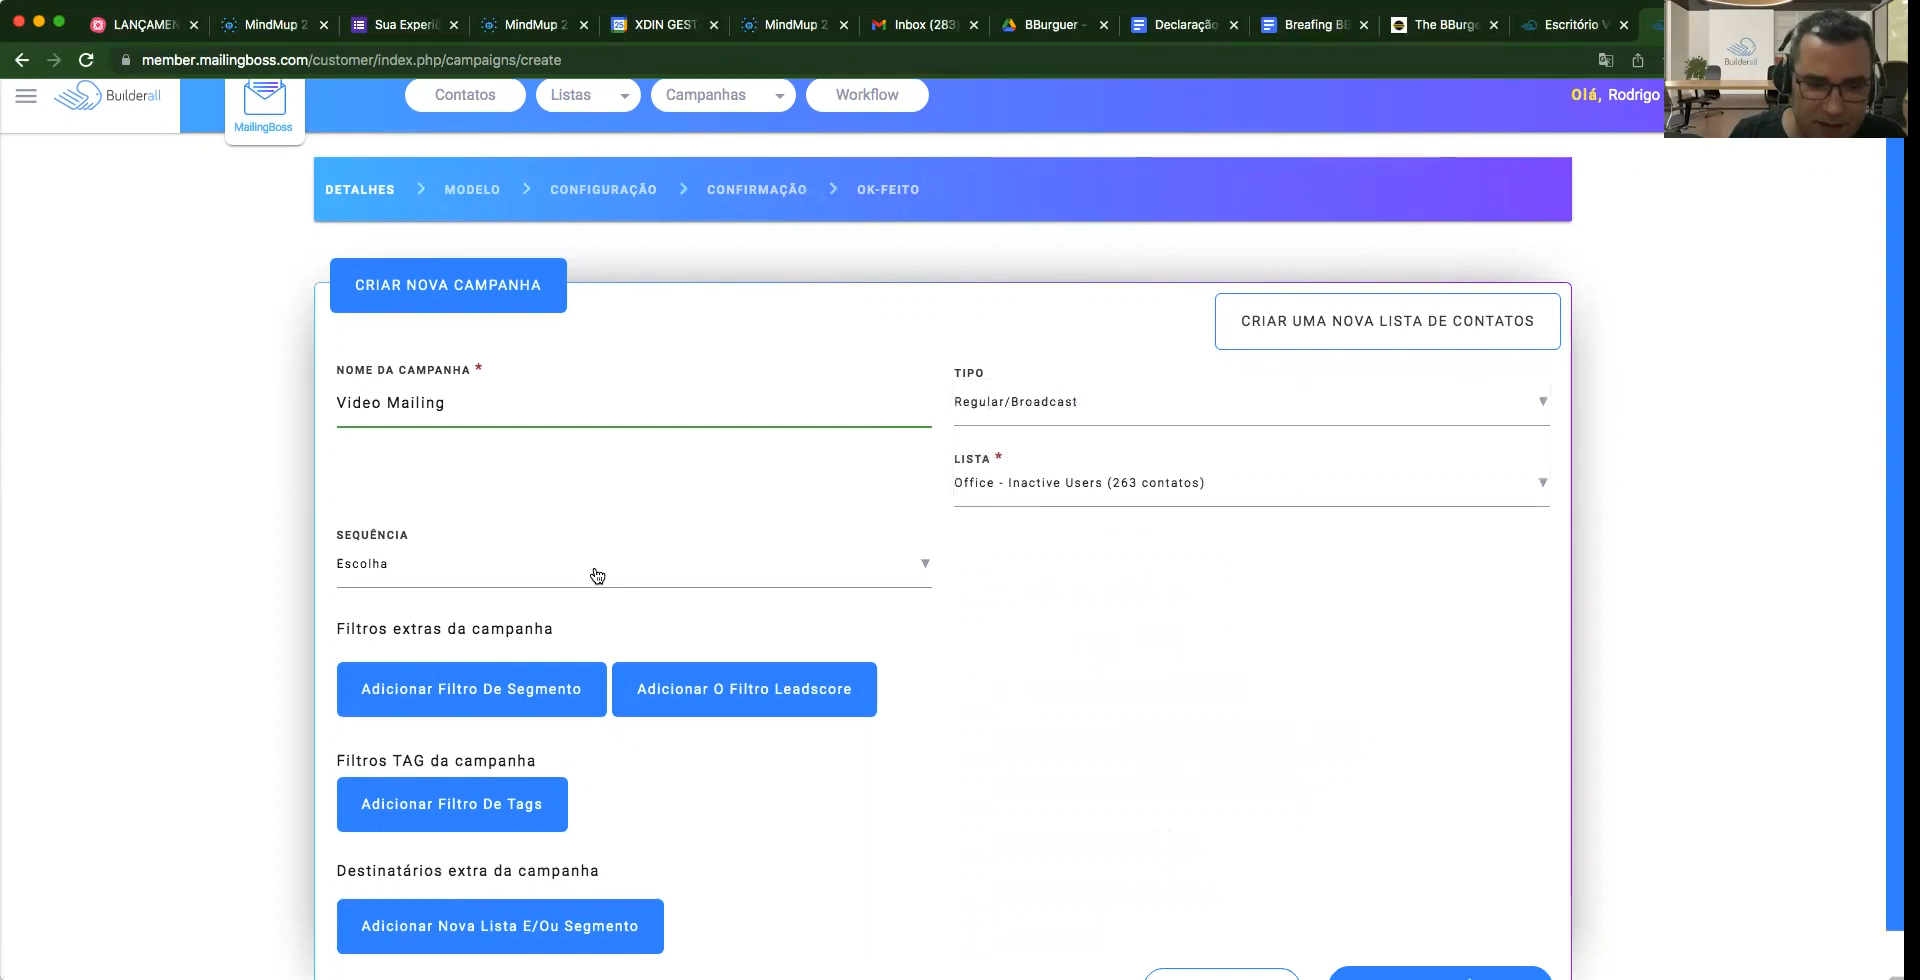 LANÇAMEN
MindMup 2
Sua Experi
MindMup 2
XDIN GEST
MindMup 2
Inbox (283)
BBurguer -
Declaração
Breafing BB
The BBurge
Escritório V
member.mailingboss.com/customer/index.php/campaigns/create
Builderall
MailingBoss
Contatos
Listas
Campanhas
Workflow
Olá, Rodrigo
Builderall
DETALHES
MODELO
CONFIGURAÇÃO
CONFIRMAÇÃO
OK-FEITO
CRIAR NOVA CAMPANHA
CRIAR UMA NOVA LISTA DE CONTATOS
NOME DA CAMPANHA *
Video Mailing
TIPO
Regular/Broadcast
LISTA *
Office - Inactive Users (263 contatos)
SEQUÊNCIA
Escolha
Filtros extras da campanha
Adicionar Filtro De Segmento
Adicionar O Filtro Leadscore
Filtros TAG da campanha
Adicionar Filtro De Tags
Destinatários extra da campanha
Adicionar Nova Lista E/Ou Segmento